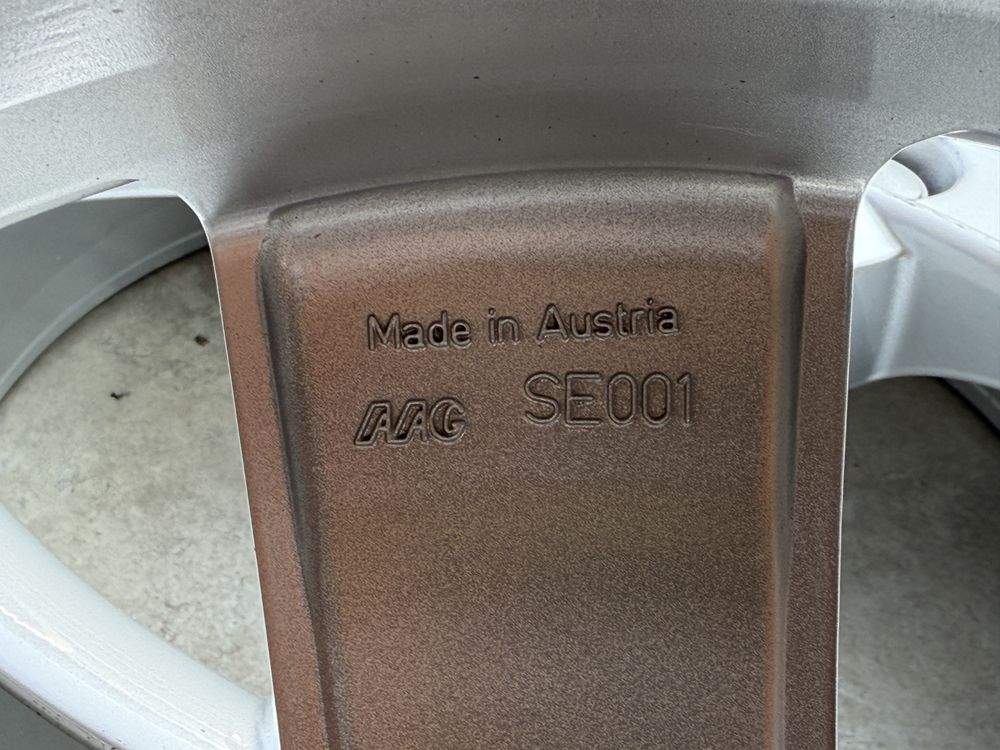 Made in Austria
AAG SE001